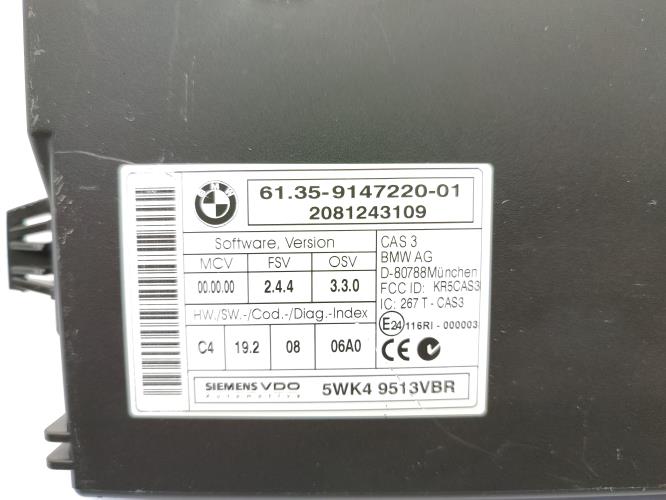 BMW
61.35-9147220-01
2081243109
Software, Version
MCV FSV OSV
00.00.00 2.4.4 3.3.0
HW./SW.-/Cod.-/Diag.-Index
C4 19.2 08 06A0
CAS 3
BMW AG
D-80788München
FCC ID: KR5CAS3
IC: 267 T - CAS3
E24 116RI - 000003
CE
SIEMENS VDO
Automotive
5WK4 9513VBR